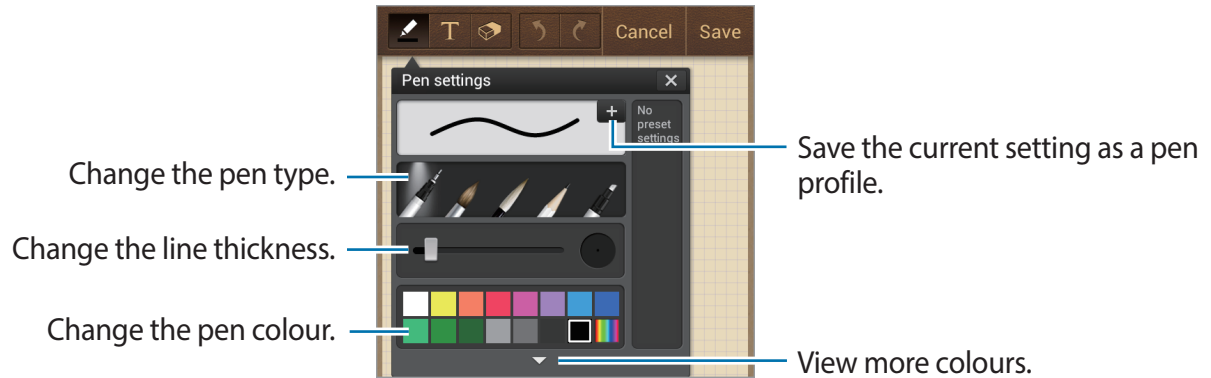 T Cancel Save
Pen settings
No
preset
settings
Save the current setting as a pen
profile.
Change the pen type.
Change the line thickness.
Change the pen colour.
View more colours.